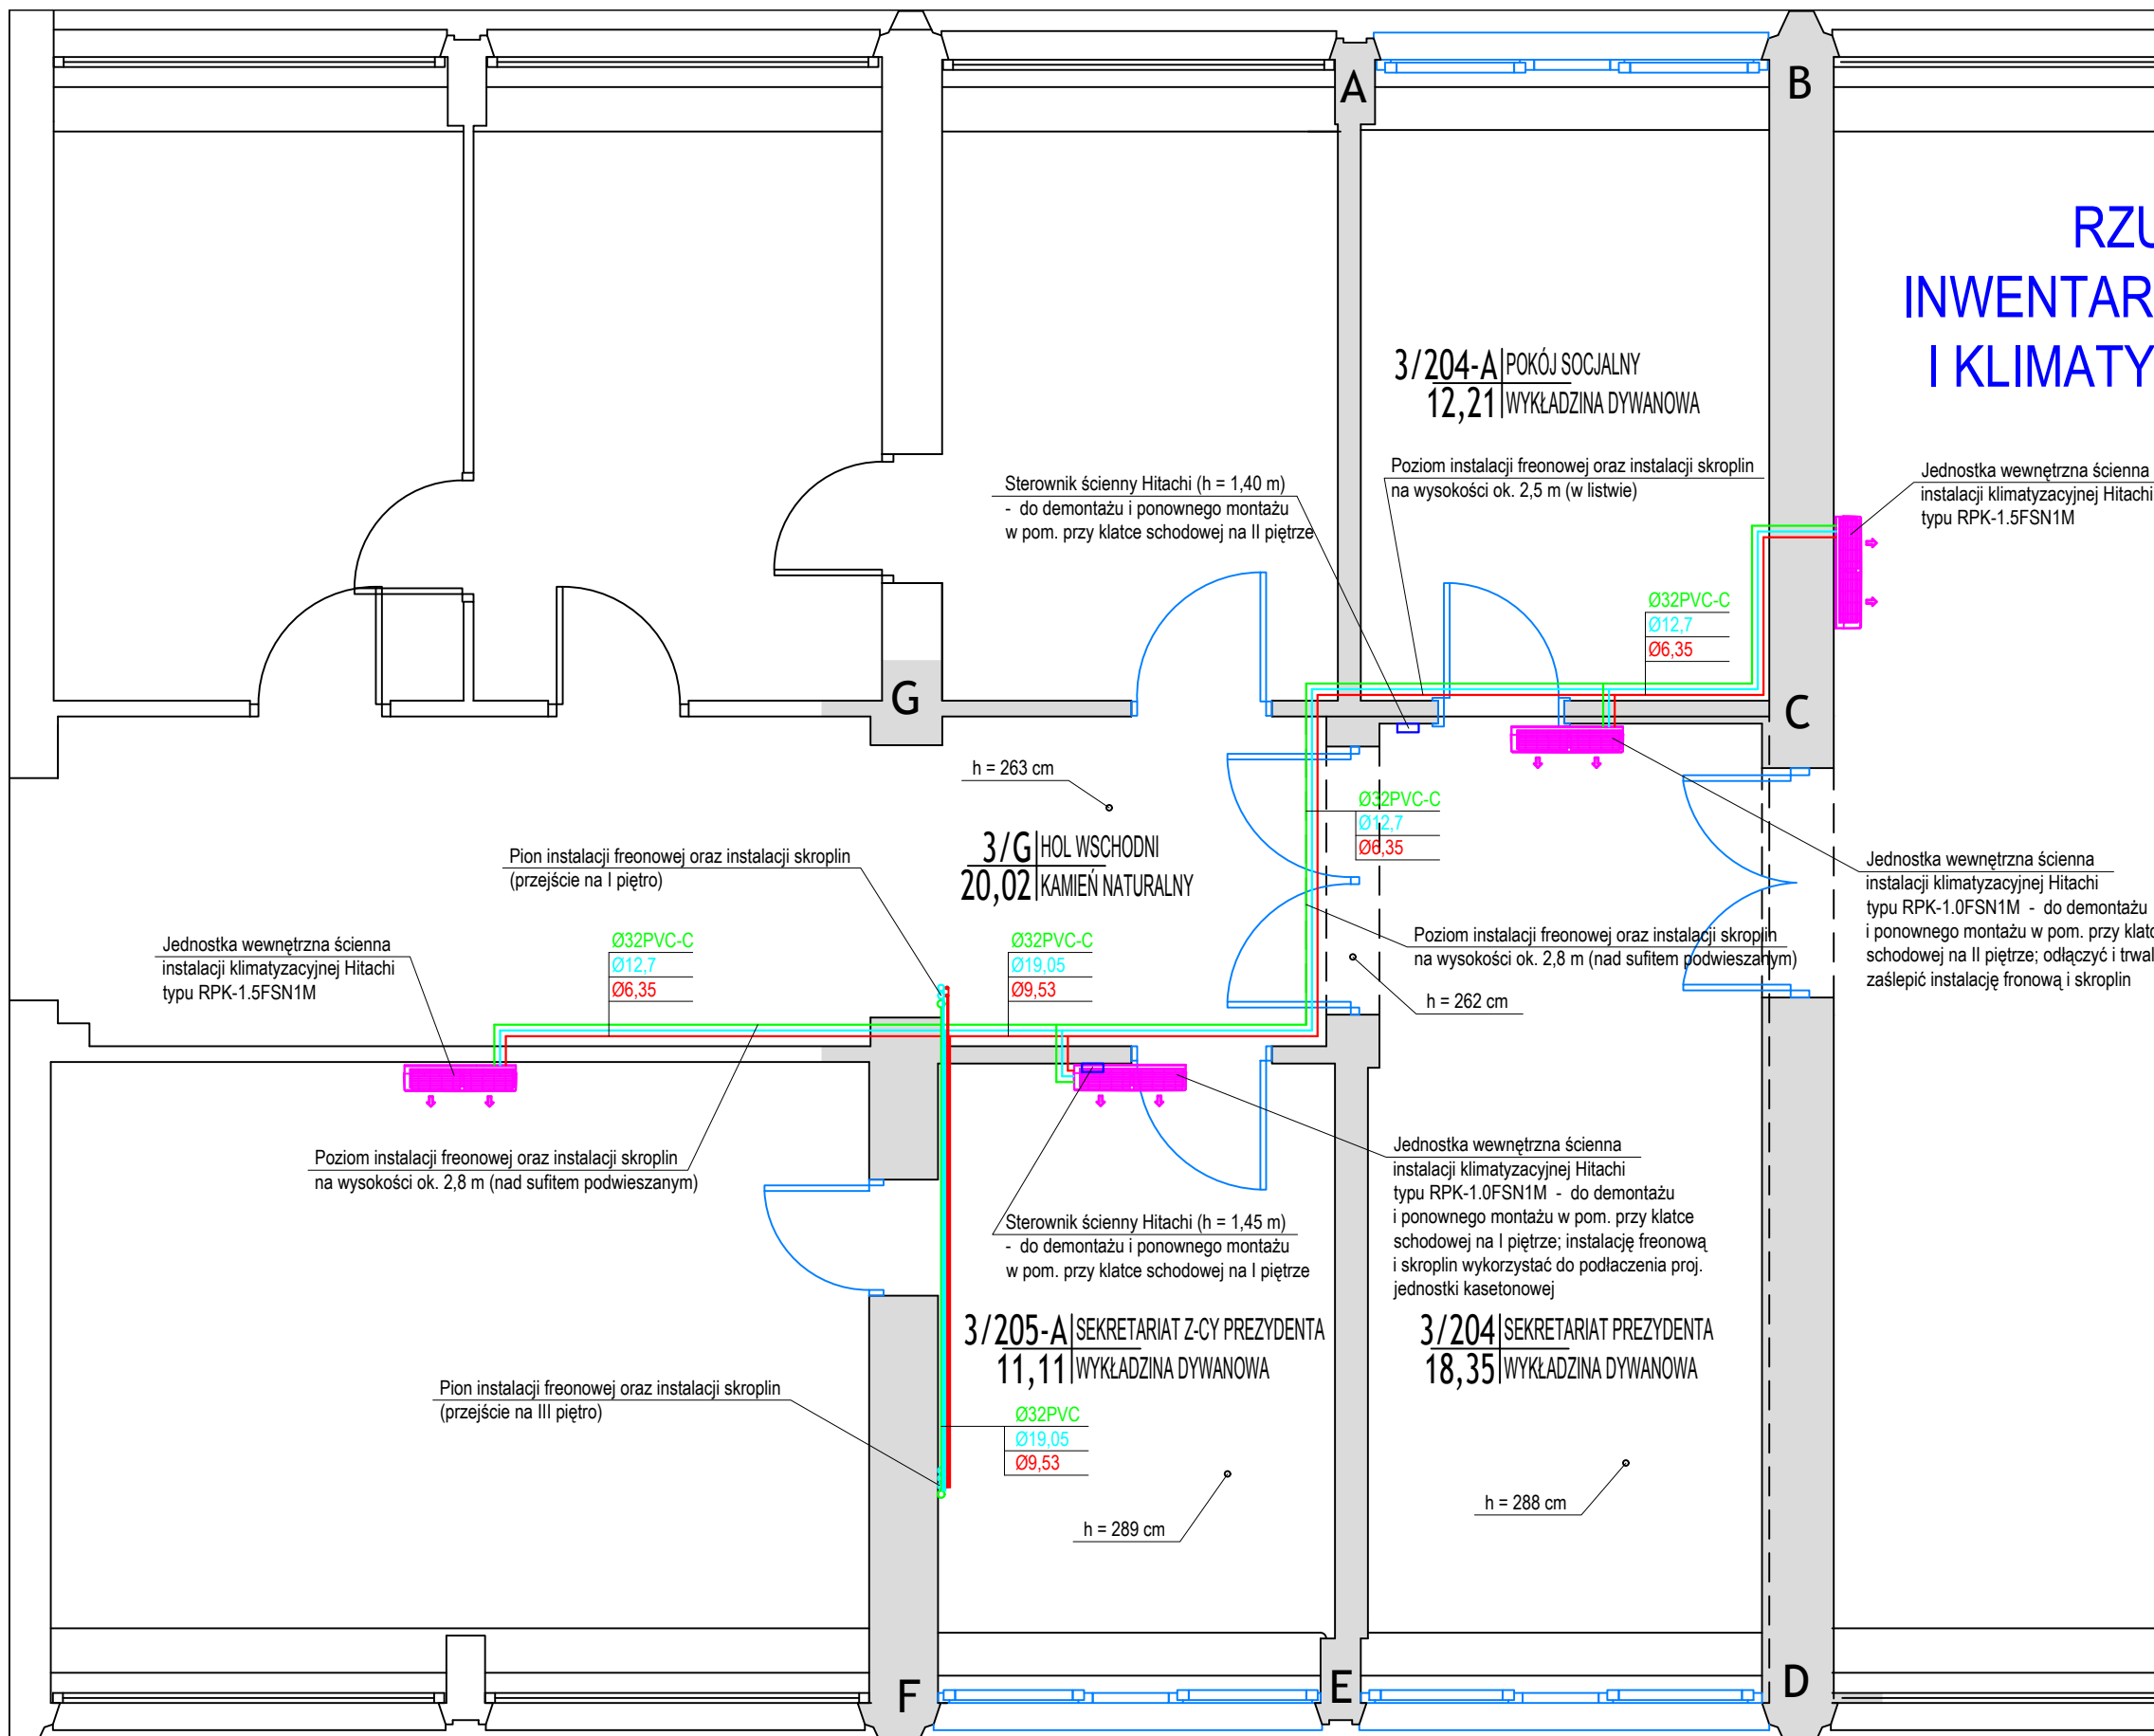 A
B
RZU
INWENTAR
I KLIMATY
3/204-A POKÓJ SOCJALNY
12,21 WYKŁADZINA DYWANOWA
Sterownik ścienny Hitachi (h = 1,40 m)
- do demontażu i ponownego montażu
w pom. przy klatce schodowej na II piętrze
Poziom instalacji freonowej oraz instalacji skroplin
na wysokości ok. 2,5 m (w listwie)
Jednostka wewnętrzna ścienna
instalacji klimatyzacyjnej Hitachi
typu RPK-1.5FSN1M
Ø32PVC-C
Ø12,7
Ø6,35
G
C
h = 263 cm
Ø32PVC-C
Ø12,7
Ø6,35
3/G HOL WSCHODNI
20,02 KAMIEŃ NATURALNY
Pion instalacji freonowej oraz instalacji skroplin
(przejście na I piętro)
Jednostka wewnętrzna ścienna
instalacji klimatyzacyjnej Hitachi
typu RPK-1.0FSN1M - do demontażu
i ponownego montażu w pom. przy klatc
schodowej na II piętrze; odłączyć i trwal
zaślepić instalację fronową i skroplin
Jednostka wewnętrzna ścienna
instalacji klimatyzacyjnej Hitachi
typu RPK-1.5FSN1M
Ø32PVC-C
Ø12,7
Ø6,35
Ø32PVC-C
Ø19,05
Ø9,53
Poziom instalacji freonowej oraz instalacji skroplin
na wysokości ok. 2,8 m (nad sufitem podwieszanym)
h = 262 cm
Poziom instalacji freonowej oraz instalacji skroplin
na wysokości ok. 2,8 m (nad sufitem podwieszanym)
Jednostka wewnętrzna ścienna
instalacji klimatyzacyjnej Hitachi
typu RPK-1.0FSN1M - do demontażu
i ponownego montażu w pom. przy klatce
schodowej na I piętrze; instalację freonową
i skroplin wykorzystać do podłaczenia proj.
jednostki kasetonowej
Sterownik ścienny Hitachi (h = 1,45 m)
- do demontażu i ponownego montażu
w pom. przy klatce schodowej na I piętrze
3/205-A SEKRETARIAT Z-CY PREZYDENTA
11,11 WYKŁADZINA DYWANOWA
3/204 SEKRETARIAT PREZYDENTA
18,35 WYKŁADZINA DYWANOWA
Pion instalacji freonowej oraz instalacji skroplin
(przejście na III piętro)
Ø32PVC
Ø19,05
Ø9,53
h = 289 cm
h = 288 cm
F
E
D